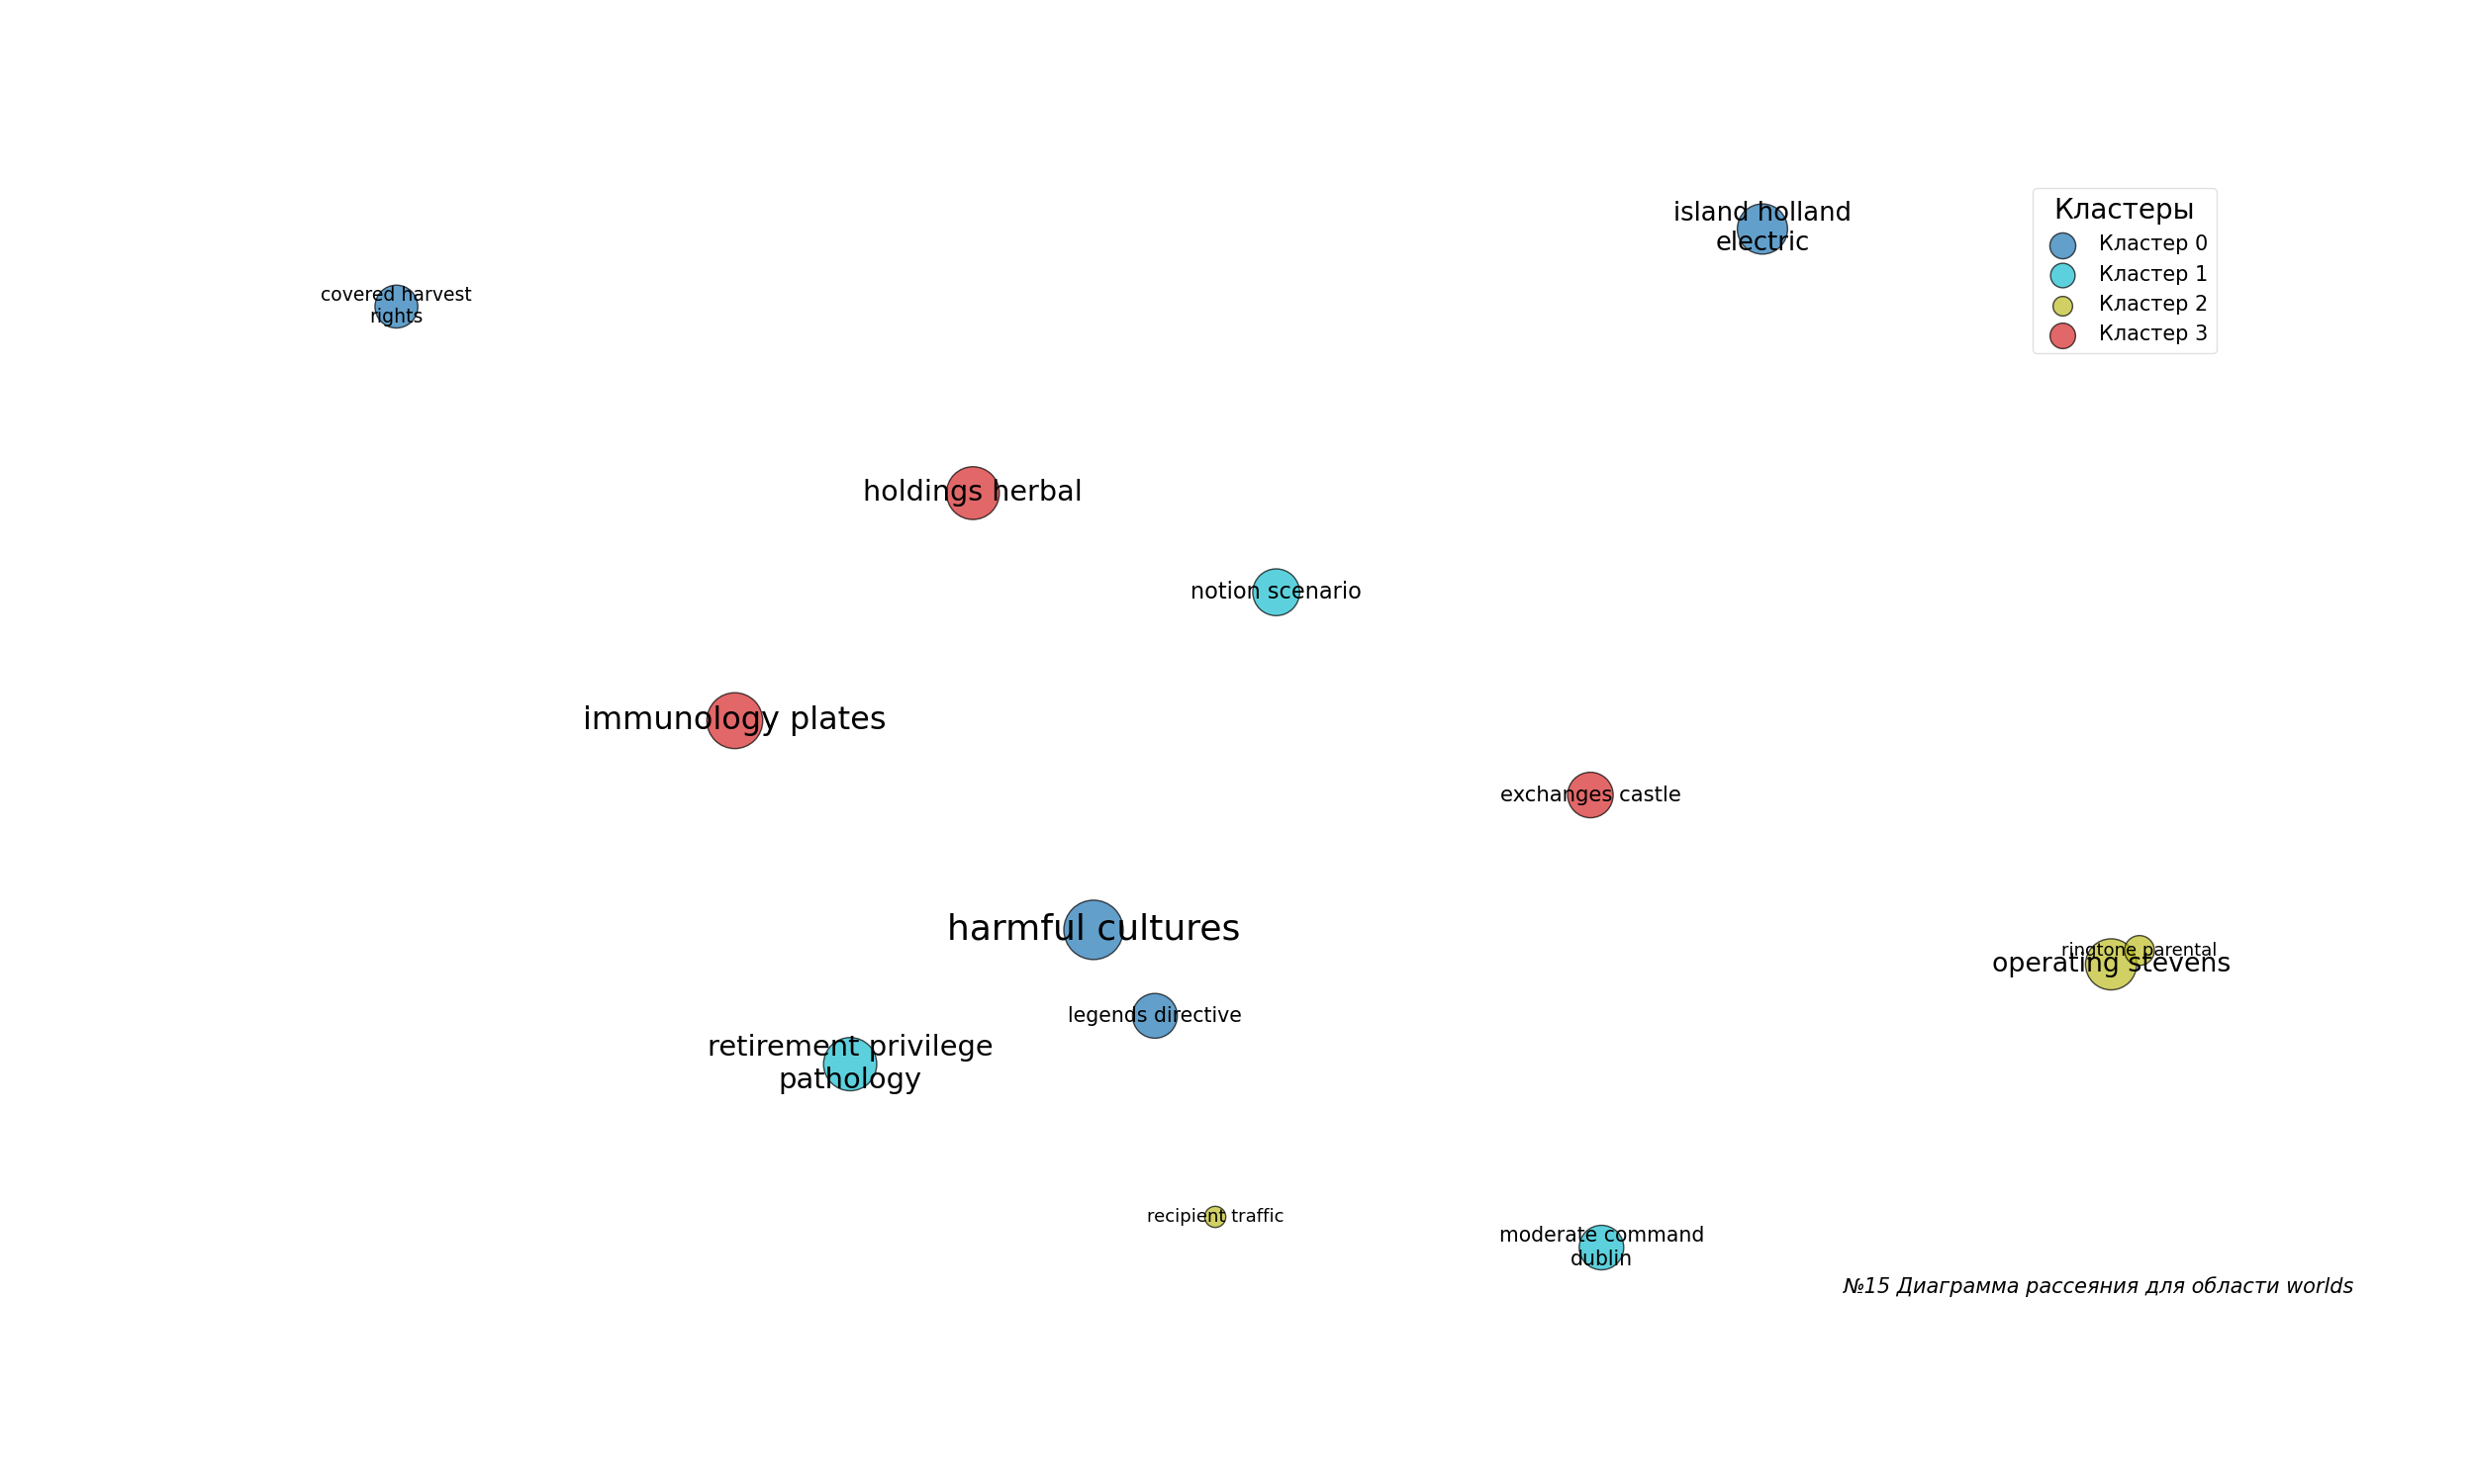 island holland
electric
Кластеры
Кластер 0
Кластер 1
Кластер 2
Кластер 3
covered harvest
rights
holdings herbal
notion scenario
immunology plates
exchanges castle
harmful cultures
ringtone parental
operating stevens
legends directive
retirement privilege
pathology
recipient traffic
moderate command
dublin
№15 Диаграмма рассеяния для области worlds